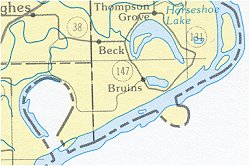 Thompson
Grove
Horseshoe
Lake
ghes
38
Beck
131
147
Bruins